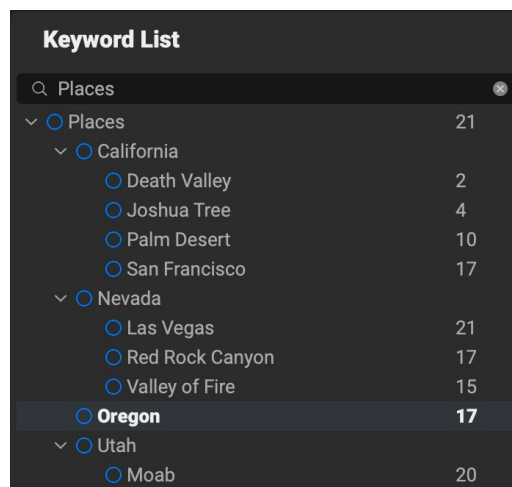 Keyword List
Places
Places 21
California
Death Valley 2
Joshua Tree 4
Palm Desert 10
San Francisco 17
Nevada
Las Vegas 21
Red Rock Canyon 17
Valley of Fire 15
Oregon 17
Utah
Moab 20